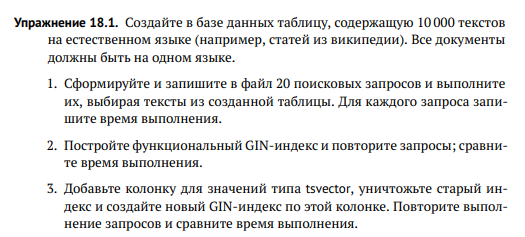 Упражнение 18.1. Создайте в базе данных таблицу, содержащую 10 000 текстов
на естественном языке (например, статей из википедии). Все документы
должны быть на одном языке.
1. Сформируйте и запишите в файл 20 поисковых запросов и выполните
их, выбирая тексты из созданной таблицы. Для каждого запроса запи-
шите время выполнения.
2. Постройте функциональный GIN-индекс и повторите запросы; сравни-
те время выполнения.
3. Добавьте колонку для значений типа tsvector, уничтожьте старый ин-
декс и создайте новый GIN-индекс по этой колонке. Повторите выпол-
нение запросов и сравните время выполнения.